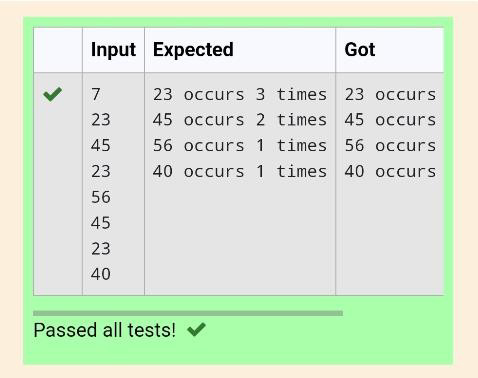 Input Expected Got
7 23 occurs 3 times 23 occurs
23 45 occurs 2 times 45 occurs
45 56 occurs 1 times 56 occurs
23 40 occurs 1 times 40 occurs
56
45
23
40
Passed all tests!